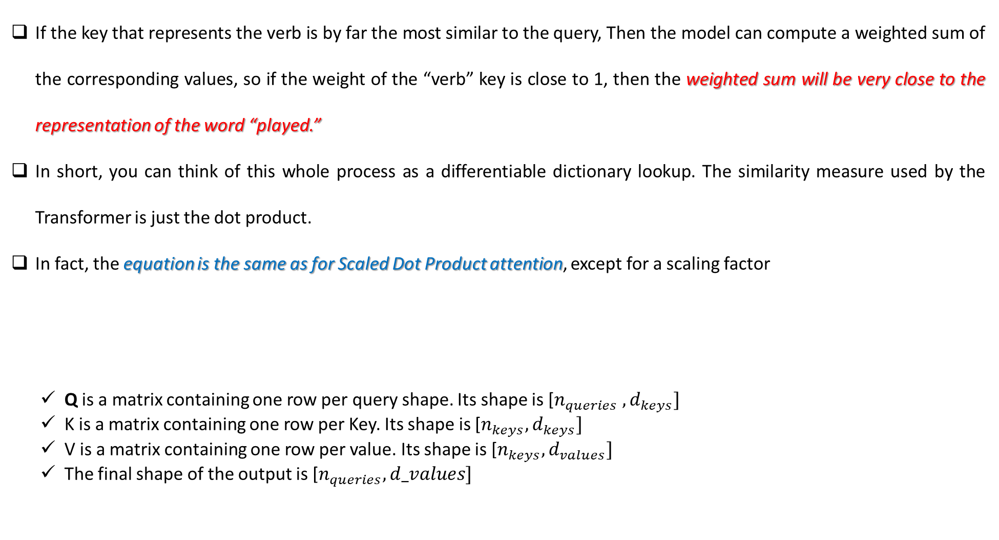 ❑ If the key that represents the verb is by far the most similar to the query, Then the model can compute a weighted sum of
the corresponding values, so if the weight of the “verb” key is close to 1, then the weighted sum will be very close to the
representation of the word “played.”
❑ In short, you can think of this whole process as a differentiable dictionary lookup. The similarity measure used by the
Transformer is just the dot product.
❑ In fact, the equation is the same as for Scaled Dot Product attention, except for a scaling factor
✓ Q is a matrix containing one row per query shape. Its shape is [n_{queries} , d_{keys}]
✓ K is a matrix containing one row per Key. Its shape is [n_{keys}, d_{keys}]
✓ V is a matrix containing one row per value. Its shape is [n_{keys}, d_{values}]
✓ The final shape of the output is [n_{queries}, d_values]